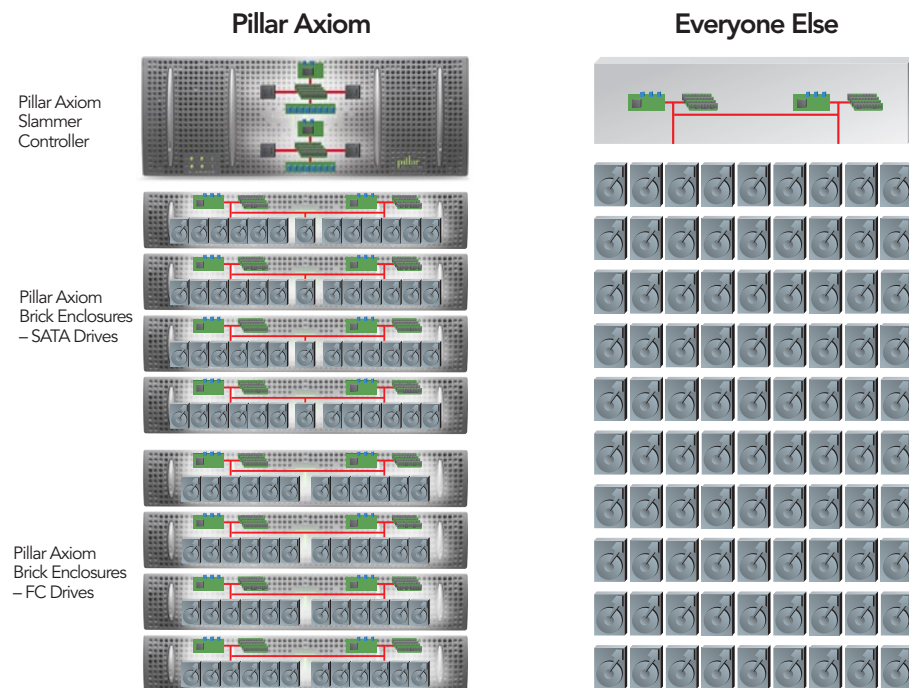 Pillar Axiom
Everyone Else
Pillar Axiom
Slammer
Controller
pillar
Pillar Axiom
Brick Enclosures
– SATA Drives
Pillar Axiom
Brick Enclosures
– FC Drives